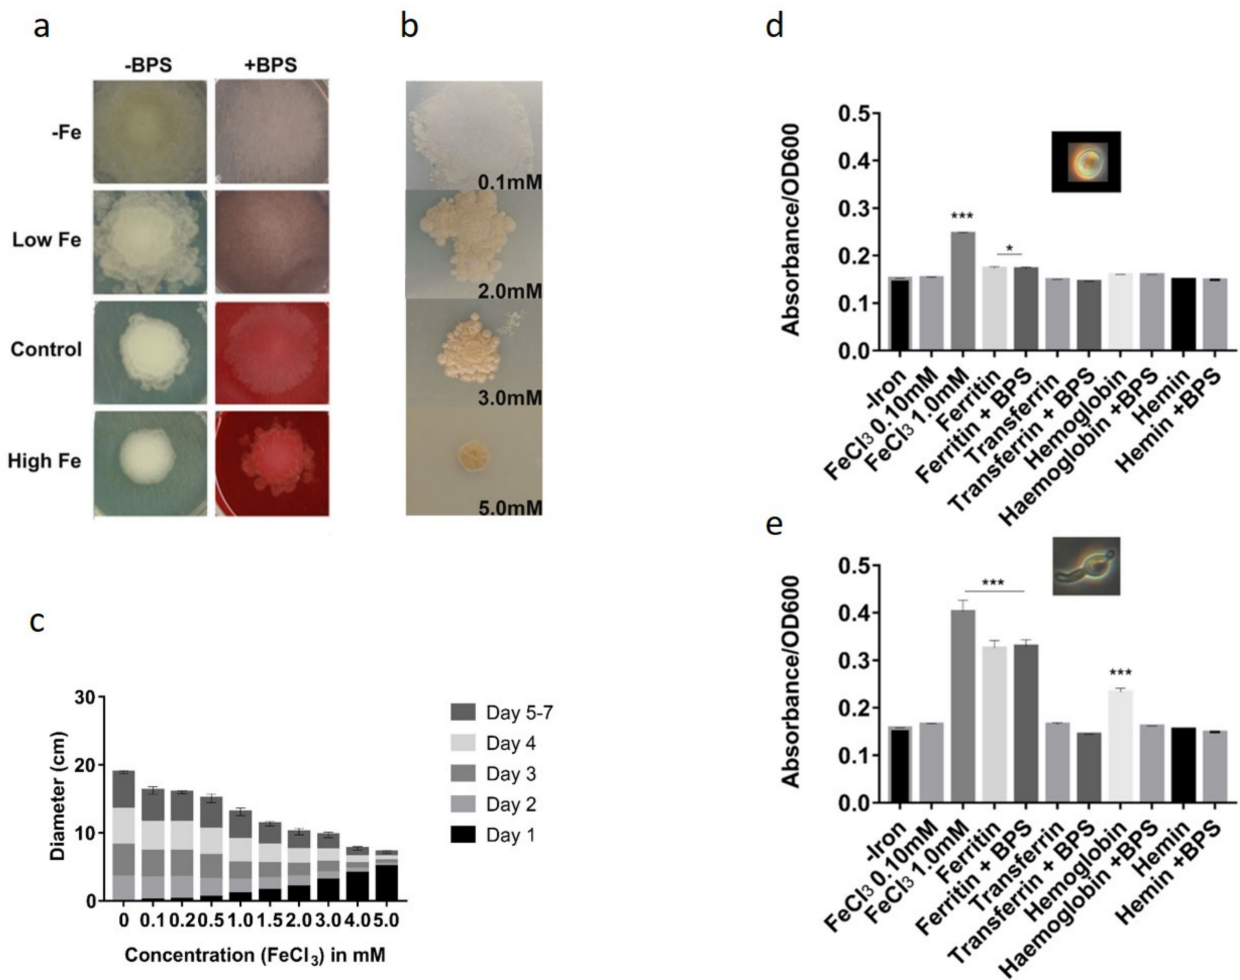 a
-BPS +BPS
-Fe
Low Fe
Control
High Fe
b
0.1mM
2.0mM
3.0mM
5.0mM
c
30
20
10
0
Diameter (cm)
0 0.1 0.2 0.5 1.0 1.5 2.0 3.0 4.0 5.0
Concentration (FeCl₃) in mM
Day 5-7
Day 4
Day 3
Day 2
Day 1
d
Absorbance/OD600
0.5
0.4
0.3
0.2
0.1
0.0
***
*
-Iron
FeCl³ 0.10mM
FeCl³ 1.0mM
Ferritin
Ferritin + BPS
Transferrin
Transferrin + BPS
Hemoglobin
Haemoglobin +BPS
Hemin
Hemin +BPS
e
Absorbance/OD600
0.5
0.4
0.3
0.2
0.1
0.0
***
***
-Iron
FeCl³ 0.10mM
FeCl³ 1.0mM
Ferritin
Ferritin + BPS
Transferrin
Transferrin + BPS
Hemoglobin
Haemoglobin +BPS
Hemin
Hemin +BPS